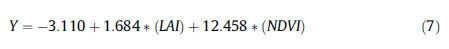 Y = −3.110 + 1.684 * (LAI) + 12.458 * (NDVI) (7)